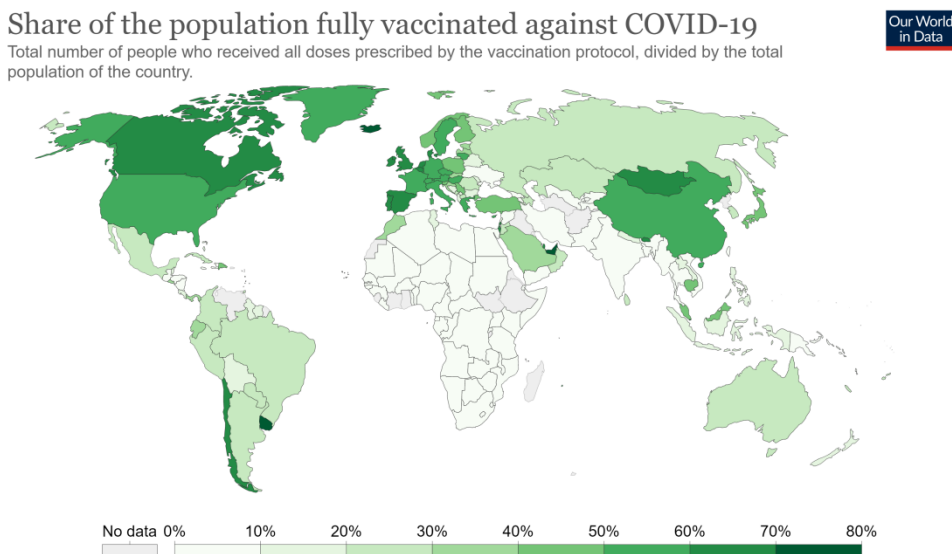 Share of the population fully vaccinated against COVID-19
Our World
in Data
Total number of people who received all doses prescribed by the vaccination protocol, divided by the total
population of the country.
No data 0% 10% 20% 30% 40% 50% 60% 70% 80%